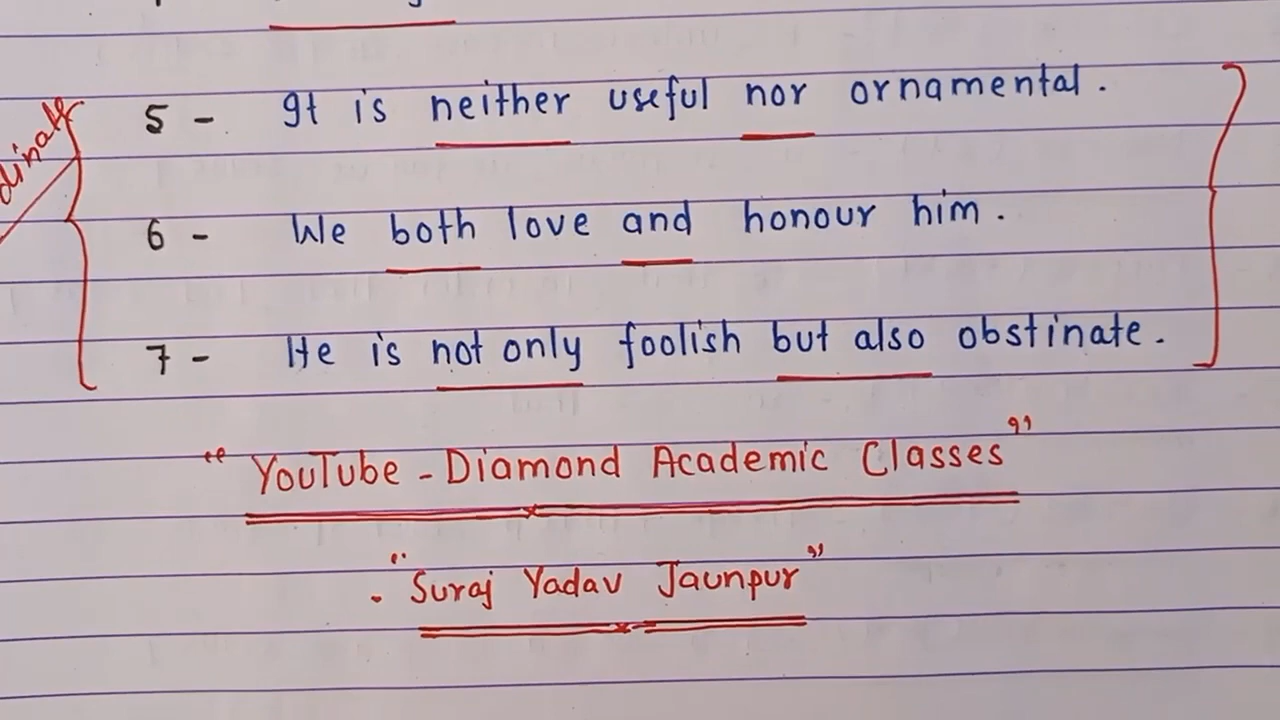 5 - It is neither useful nor ornamental.
6 - We both love and honour him.
7 - He is not only foolish but also obstinate.
"YouTube - Diamond Academic Classes"
. "Suraj Yadav Jaunpur"